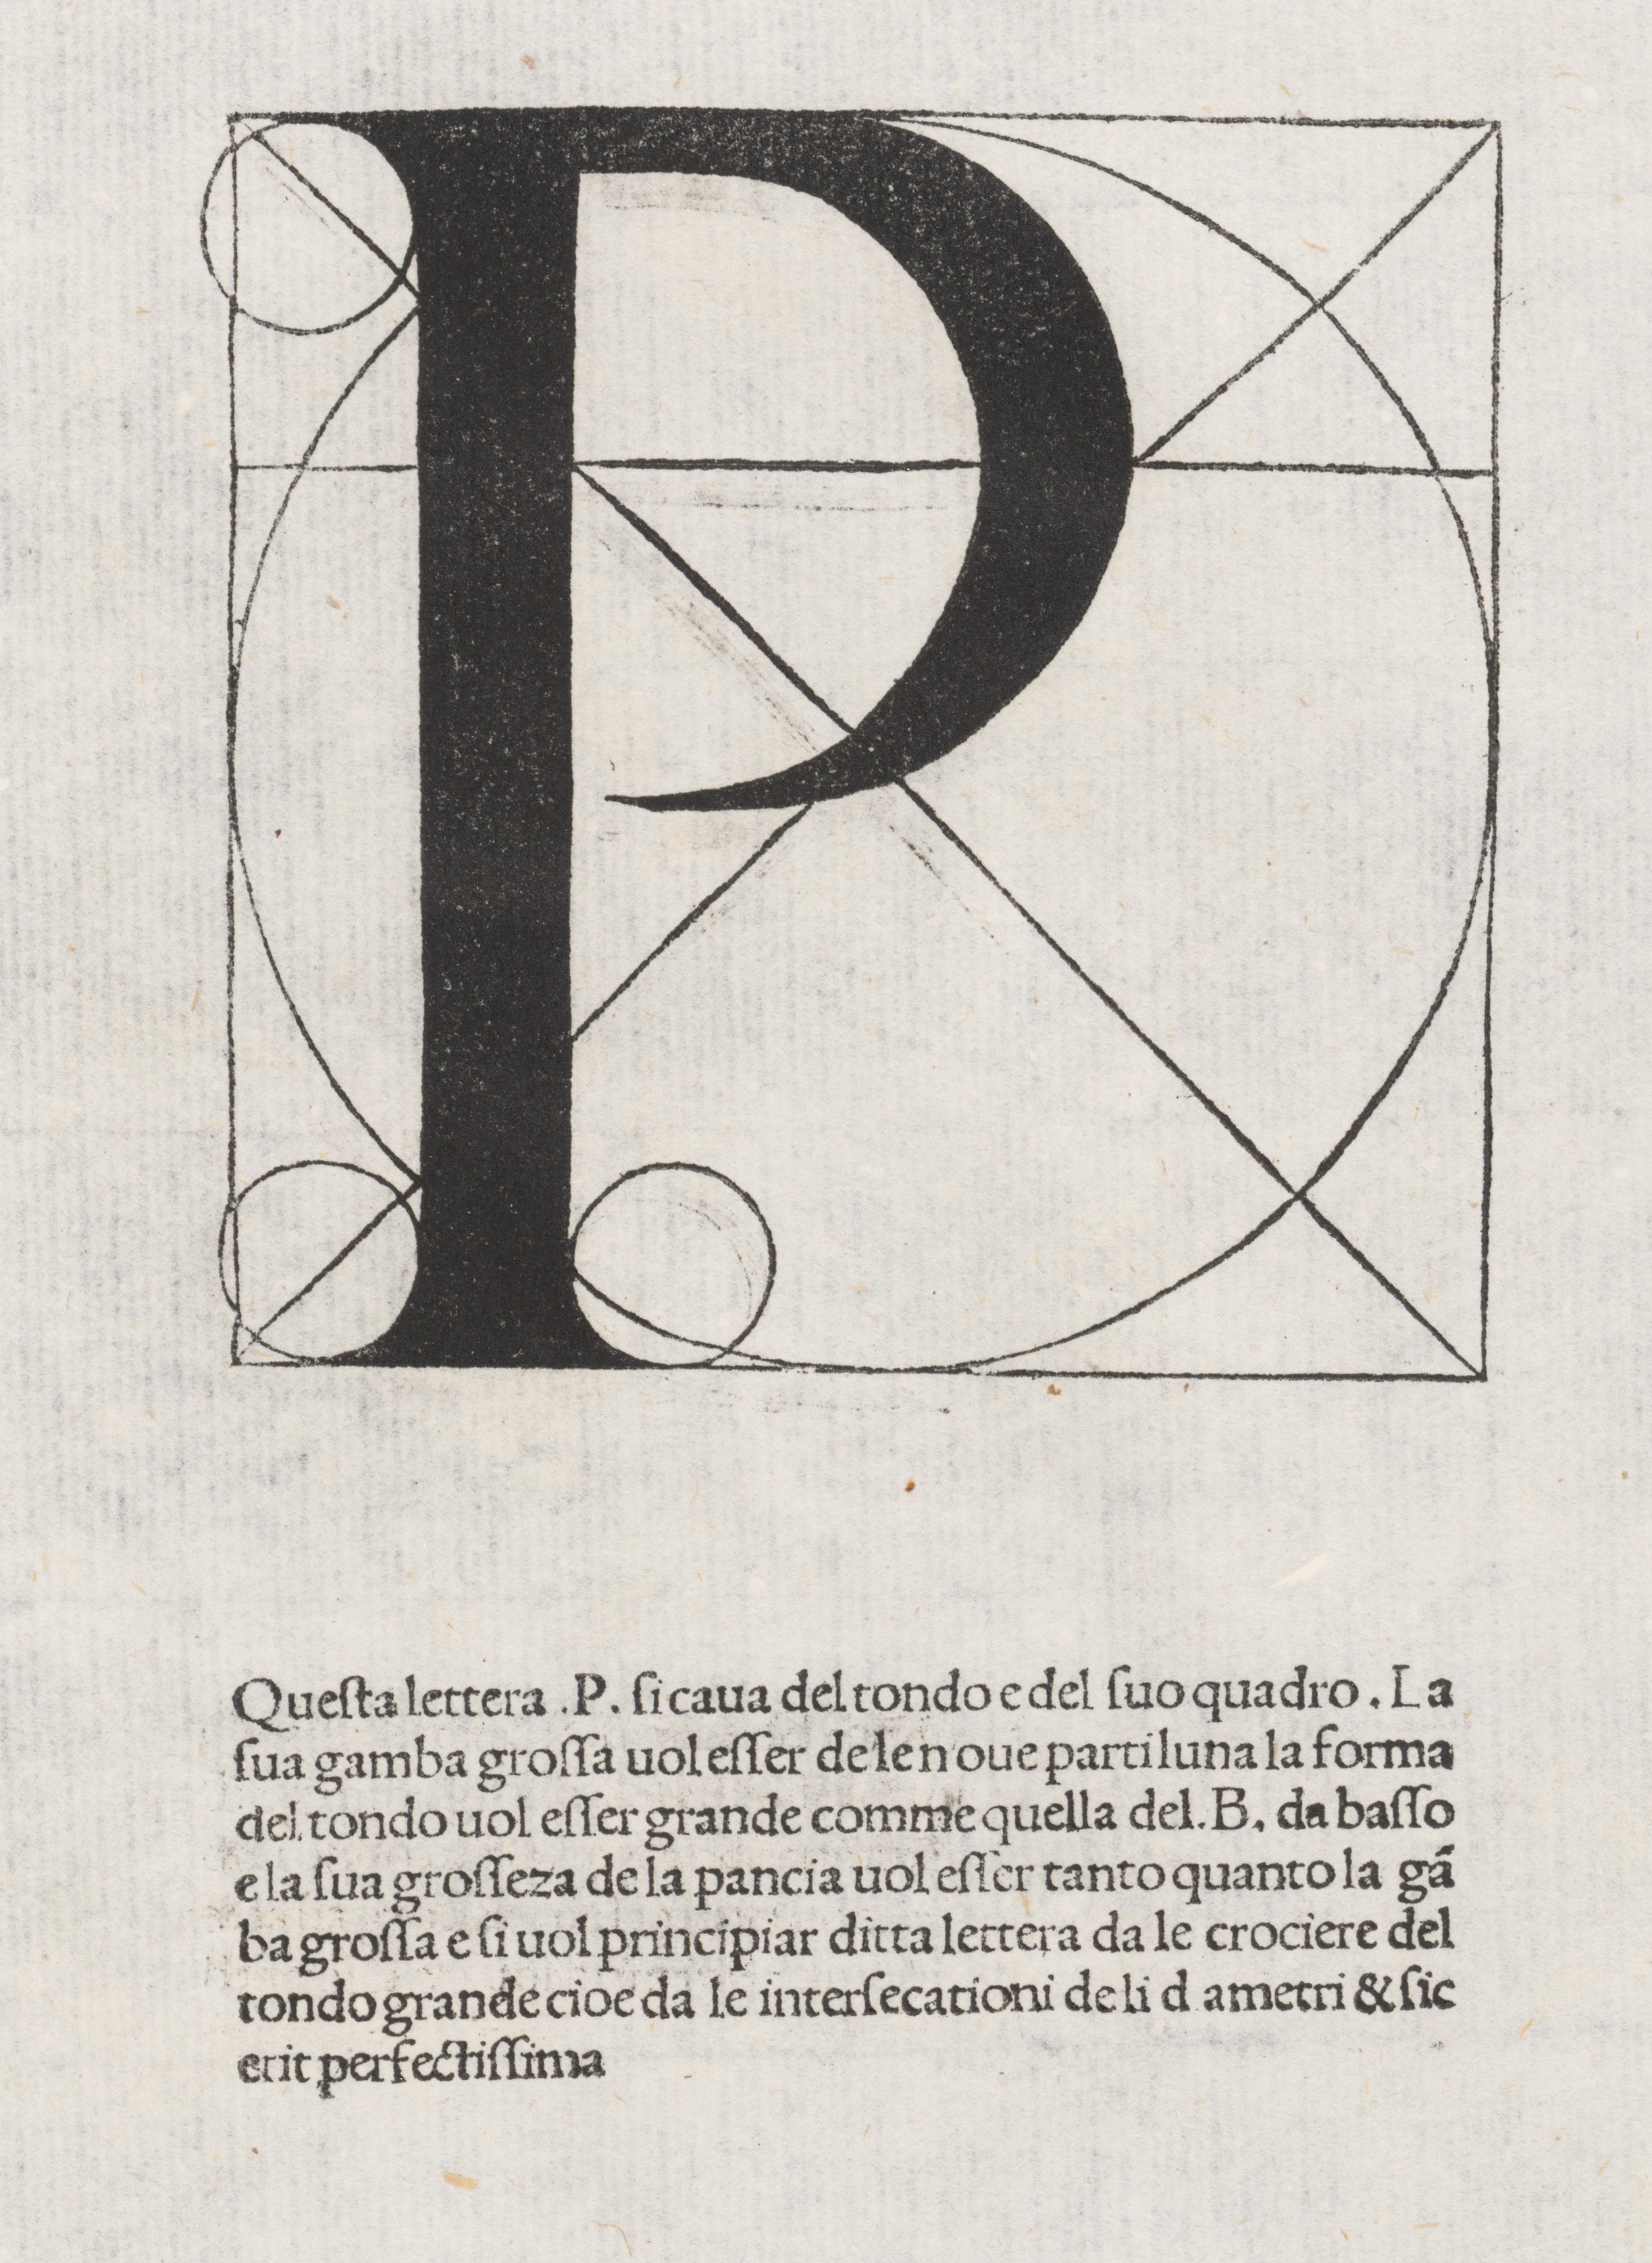 P
Queſta lettera .P. ſi caua del tondo e del ſuo quadro. La
ſua gamba groſſa uol eſſer de le noue parti luna la forma
del tondo uol eſſer grande comme quella del .B. da baſſo
e la ſua groſſeza de la pancia uol eſſer tanto quanto la gã
ba groſſa e ſi uol principiar ditta lettera da le crociere del
tondo grande cioe da le interſecationi de li d ametri & ſic
erit perfectiſſima